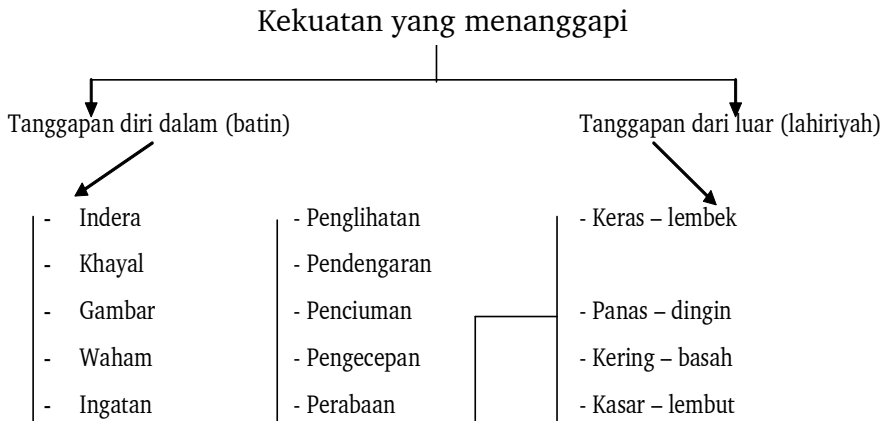 Kekuatan yang menanggapi
Tanggapan diri dalam (batin) Tanggapan dari luar (lahiriyah)
- Indera - Penglihatan - Keras – lembek
- Khayal - Pendengaran
- Gambar - Penciuman - Panas – dingin
- Waham - Pengecepan - Kering – basah
- Ingatan - Perabaan - Kasar – lembut